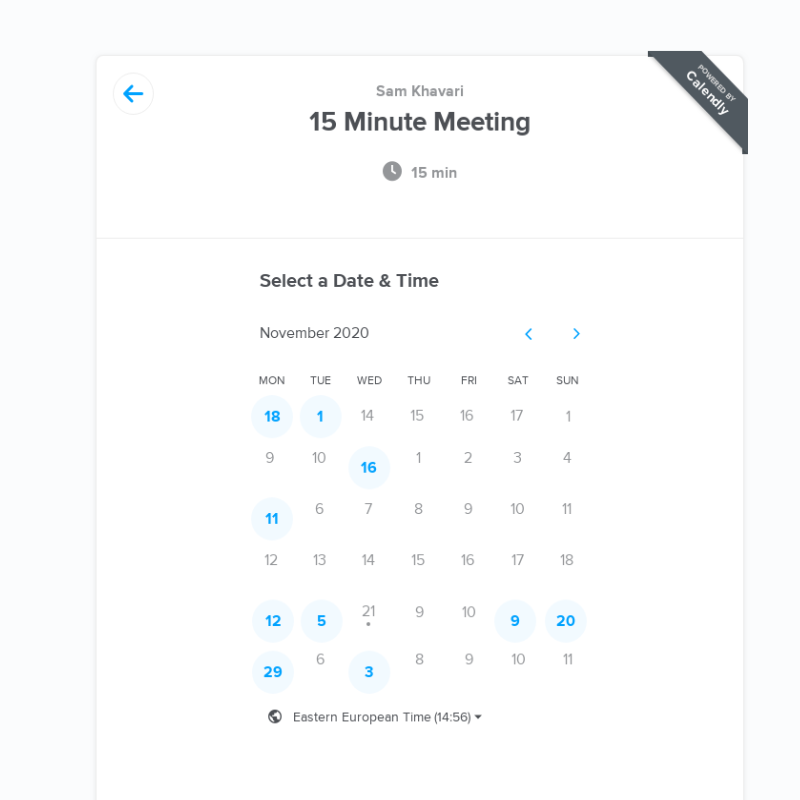 POWERED BY
Calendly
Sam Khavari
15 Minute Meeting
15 min
Select a Date & Time
November 2020
MON TUE WED THU FRI SAT SUN
18 1 14 15 16 17 1
9 10 16 1 2 3 4
11 6 7 8 9 10 11
12 13 14 15 16 17 18
12 5 21 9 10 9 20
29 6 3 8 9 10 11
Eastern European Time (14:56)